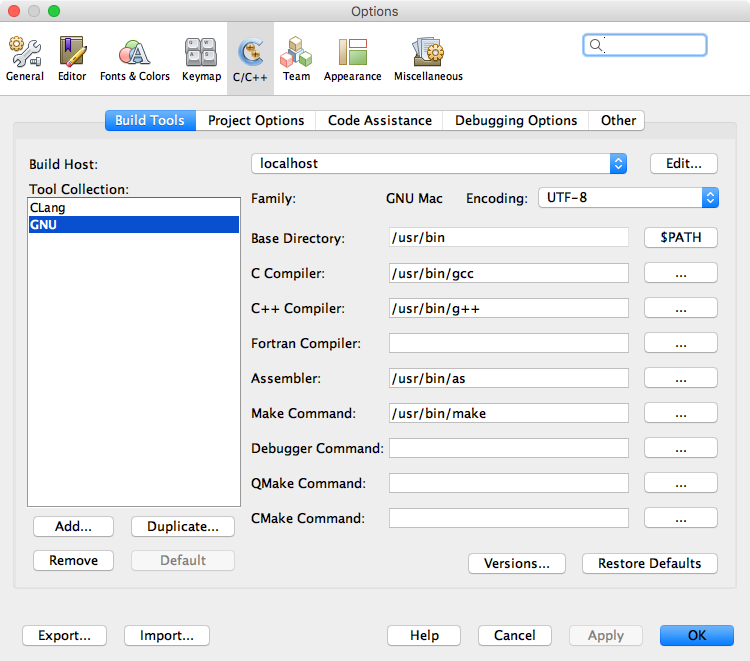 Options
General Editor Fonts & Colors Keymap C/C++ Team Appearance Miscellaneous
Build Tools Project Options Code Assistance Debugging Options Other
Build Host: localhost Edit...
Tool Collection:
CLang
GNU
Family: GNU Mac Encoding: UTF-8
Base Directory: /usr/bin $PATH
C Compiler: /usr/bin/gcc ...
C++ Compiler: /usr/bin/g++ ...
Fortran Compiler: ...
Assembler: /usr/bin/as ...
Make Command: /usr/bin/make ...
Debugger Command: ...
QMake Command: ...
CMake Command: ...
Add... Duplicate...
Remove Default
Versions... Restore Defaults
Export... Import... Help Cancel Apply OK